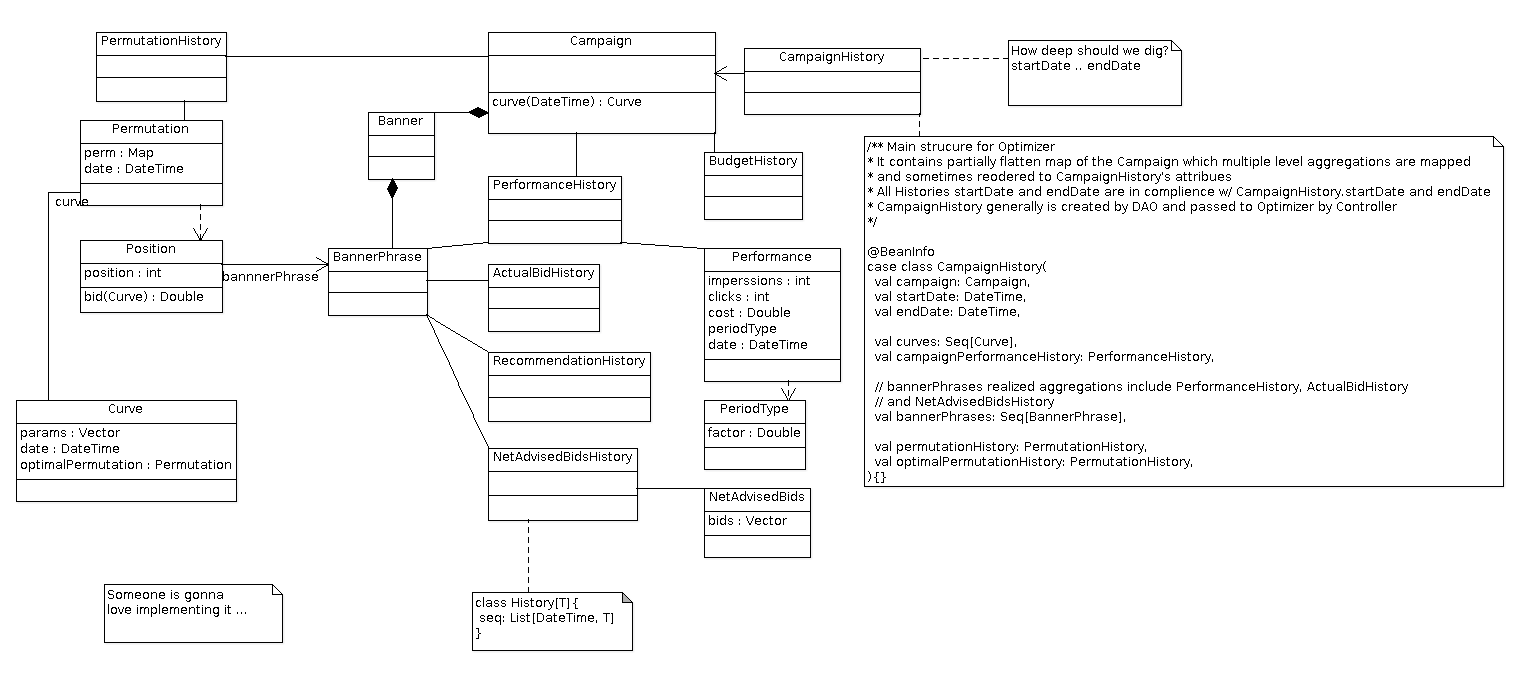 PermutationHistory
Campaign
curve(DateTime) : Curve
CampaignHistory
How deep should we dig?
startDate .. endDate
Banner
Permutation
perm : Map
date : DateTime
curve
BudgetHistory
PerformanceHistory
/** Main strucure for Optimizer
* It contains partially flatten map of the Campaign which multiple level aggregations are mapped
* and sometimes reodered to CampaignHistory's attribues
* All Histories startDate and endDate are in complience w/ CampaignHistory.startDate and endDate
* CampaignHistory generally is created by DAO and passed to Optimizer by Controller
*/
@BeanInfo
case class CampaignHistory(
val campaign: Campaign,
val startDate: DateTime,
val endDate: DateTime,
val curves: Seq[Curve],
val campaignPerformanceHistory: PerformanceHistory,
// bannerPhrases realized aggregations include PerformanceHistory, ActualBidHistory
// and NetAdvisedBidsHistory
val bannerPhrases: Seq[BannerPhrase],
val permutationHistory: PermutationHistory,
val optimalPermutationHistory: PermutationHistory,
){}
Position
position : int
bid(Curve) : Double
bannnerPhrase
BannerPhrase
ActualBidHistory
Performance
imperssions : int
clicks : int
cost : Double
periodType
date : DateTime
RecommendationHistory
PeriodType
factor : Double
Curve
params : Vector
date : DateTime
optimalPermutation : Permutation
NetAdvisedBidsHistory
NetAdvisedBids
bids : Vector
Someone is gonna
love implementing it ...
class History[T] {
seq: List[DateTime, T]
}